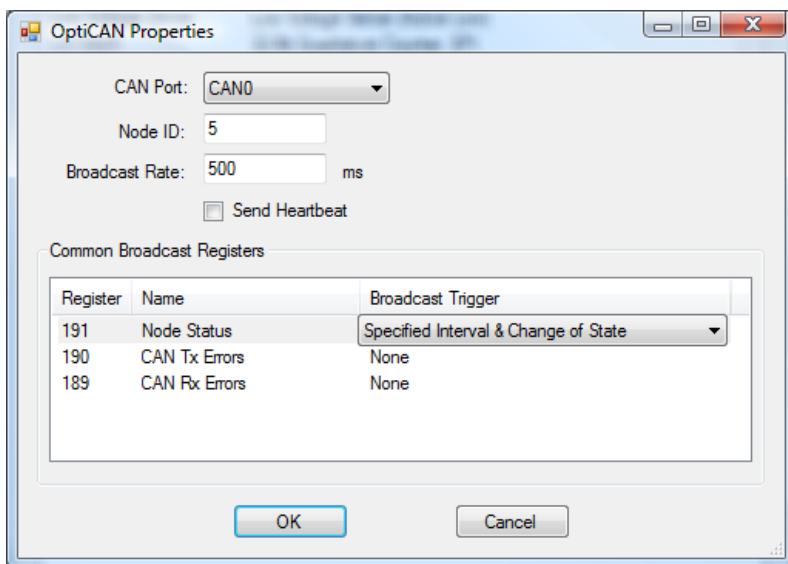 OptiCAN Properties
CAN Port: CAN0
Node ID: 5
Broadcast Rate: 500 ms
Send Heartbeat
Common Broadcast Registers
Register Name Broadcast Trigger
191 Node Status Specified Interval & Change of State
190 CAN Tx Errors None
189 CAN Rx Errors None
OK Cancel